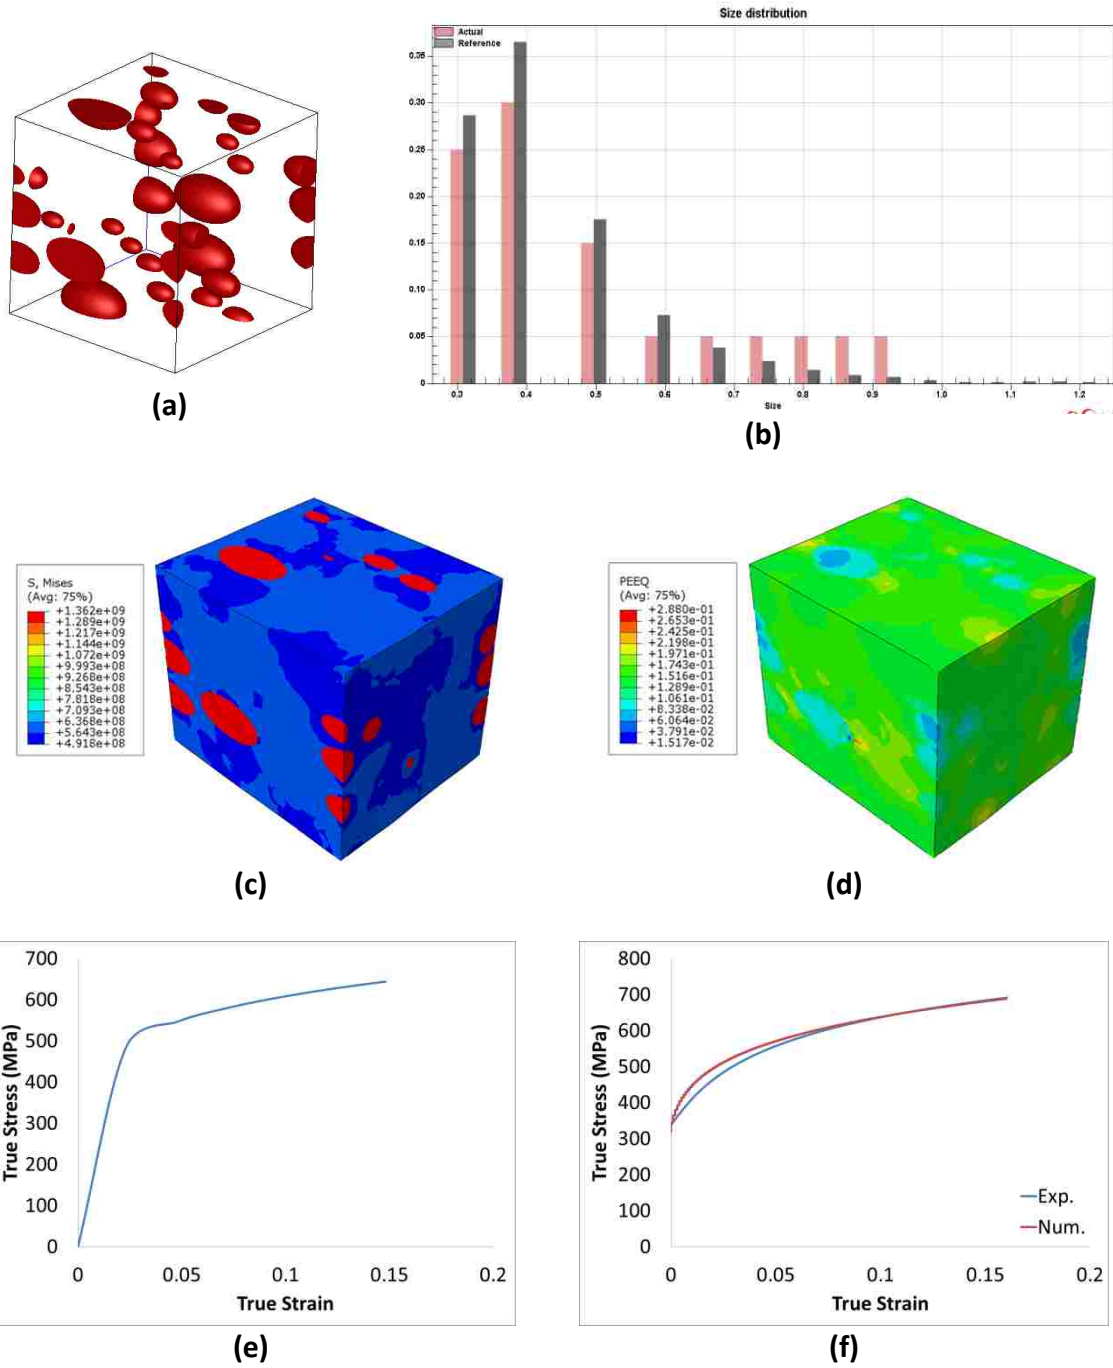 Size distribution
Actual
Reference
0.35
0.30
0.25
0.20
0.15
0.10
0.05
0
0.3 0.4 0.5 0.6 0.7 0.8 0.9 1.0 1.1 1.2
Size
(a)
(b)
S, Mises
(Avg: 75%)
+1.362e+09
+1.289e+09
+1.217e+09
+1.144e+09
+1.072e+09
+9.993e+08
+9.268e+08
+8.543e+08
+7.818e+08
+7.093e+08
+6.368e+08
+5.643e+08
+4.918e+08
PEEQ
(Avg: 75%)
+2.880e-01
+2.653e-01
+2.425e-01
+2.198e-01
+1.971e-01
+1.743e-01
+1.516e-01
+1.289e-01
+1.061e-01
+8.338e-02
+6.064e-02
+3.791e-02
+1.517e-02
(c)
(d)
True Stress (MPa)
700
600
500
400
300
200
100
0
0 0.05 0.1 0.15 0.2
True Strain
(e)
True Stress (MPa)
800
700
600
500
400
300
200
100
0
Exp.
Num.
0 0.05 0.1 0.15 0.2
True Strain
(f)